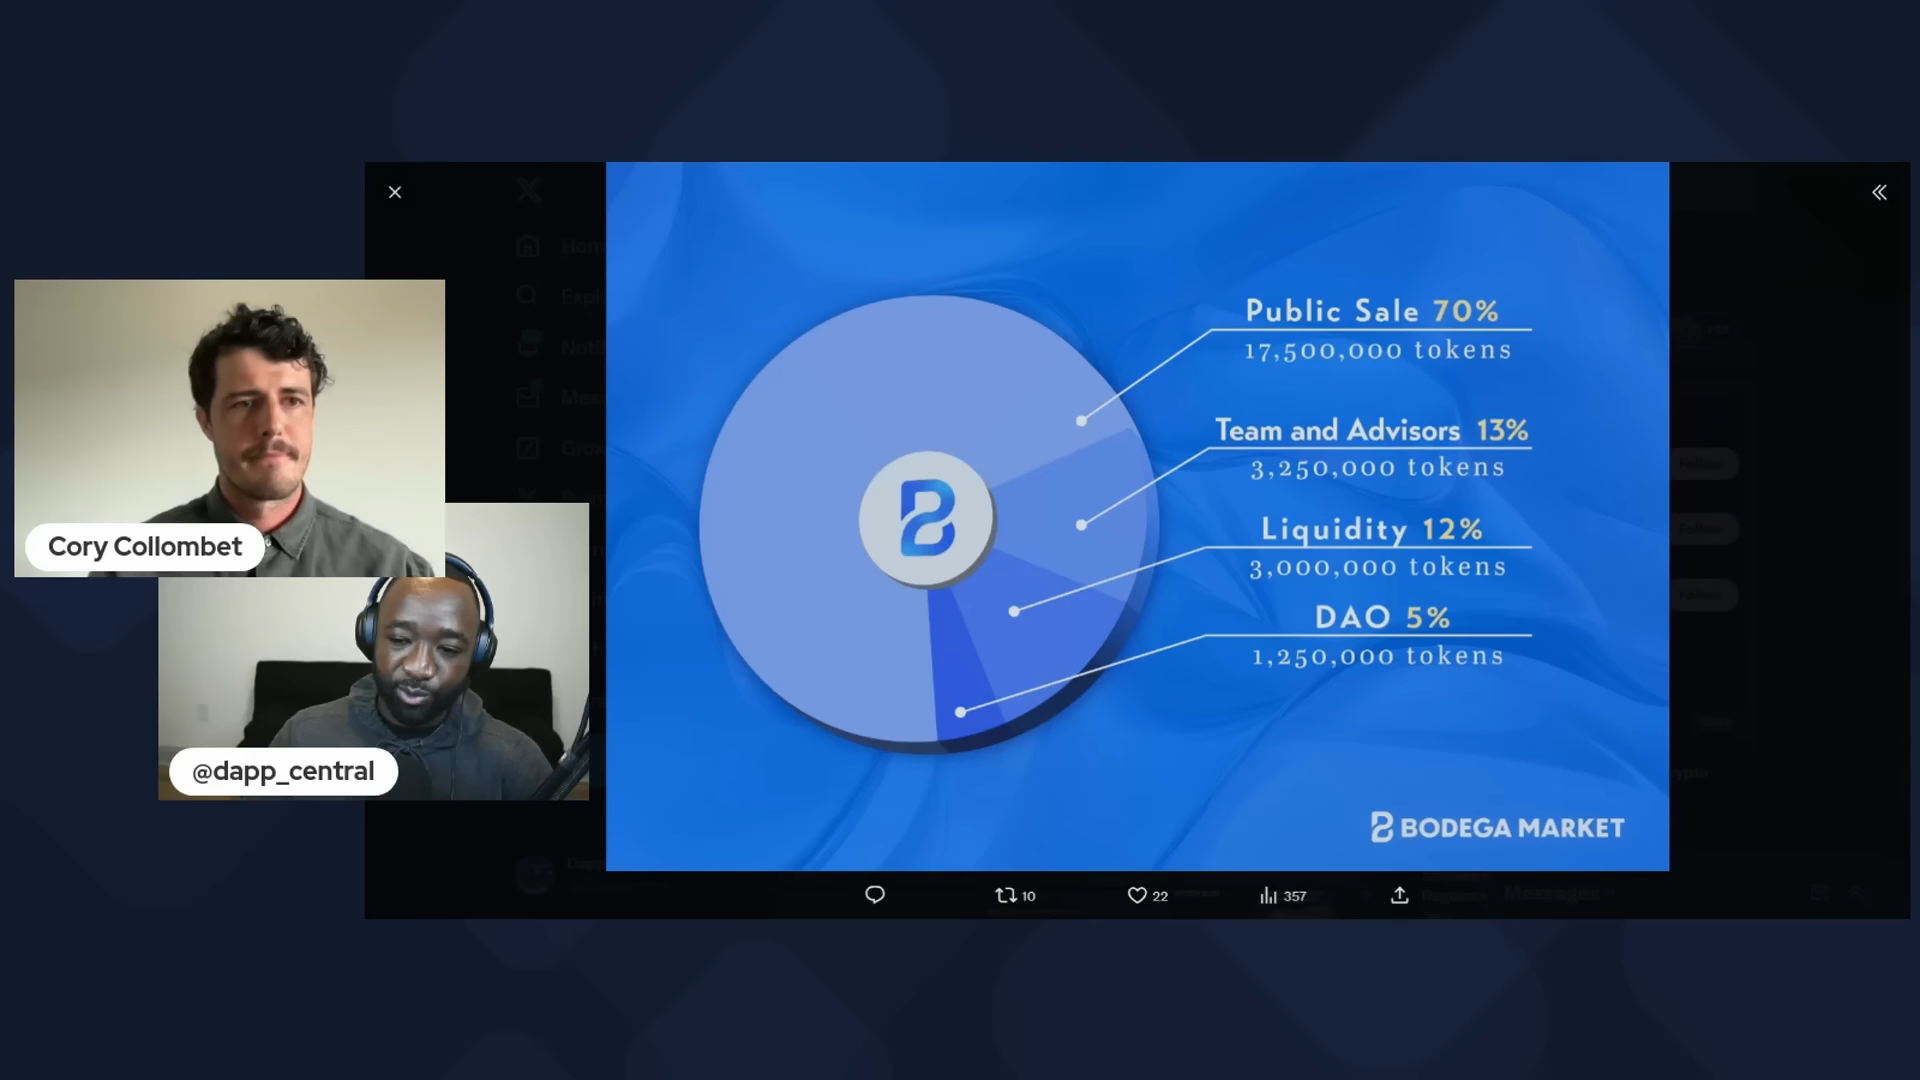 Cory Collombet
@dapp_central
Public Sale 70%
17,500,000 tokens
Team and Advisors 13%
3,250,000 tokens
Liquidity 12%
3,000,000 tokens
DAO 5%
1,250,000 tokens
BODEGA MARKET
10
22
357
Messages